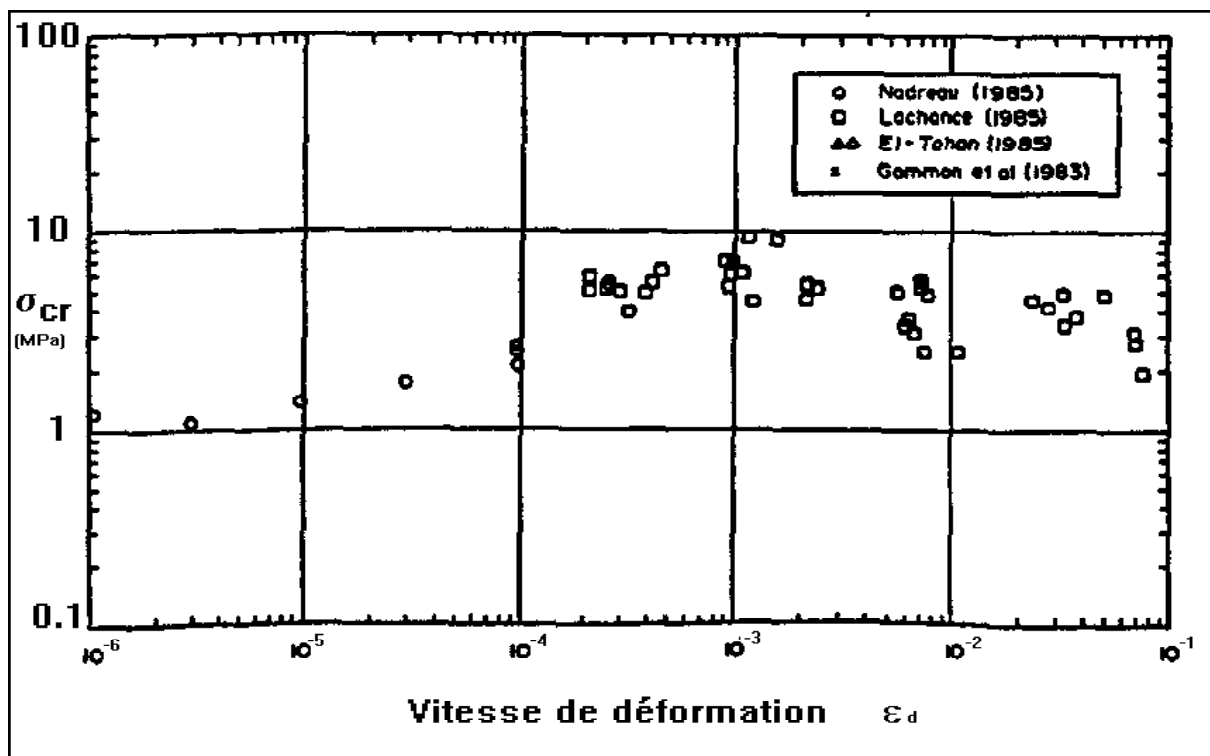 100
10
σcr
(MPa)
1
0.1
Nadreau (1985)
Lachance (1985)
El-Tahan (1985)
Gammon et al (1983)
10⁻⁶ 10⁻⁵ 10⁻⁴ 10⁻³ 10⁻² 10⁻¹
Vitesse de déformation εd